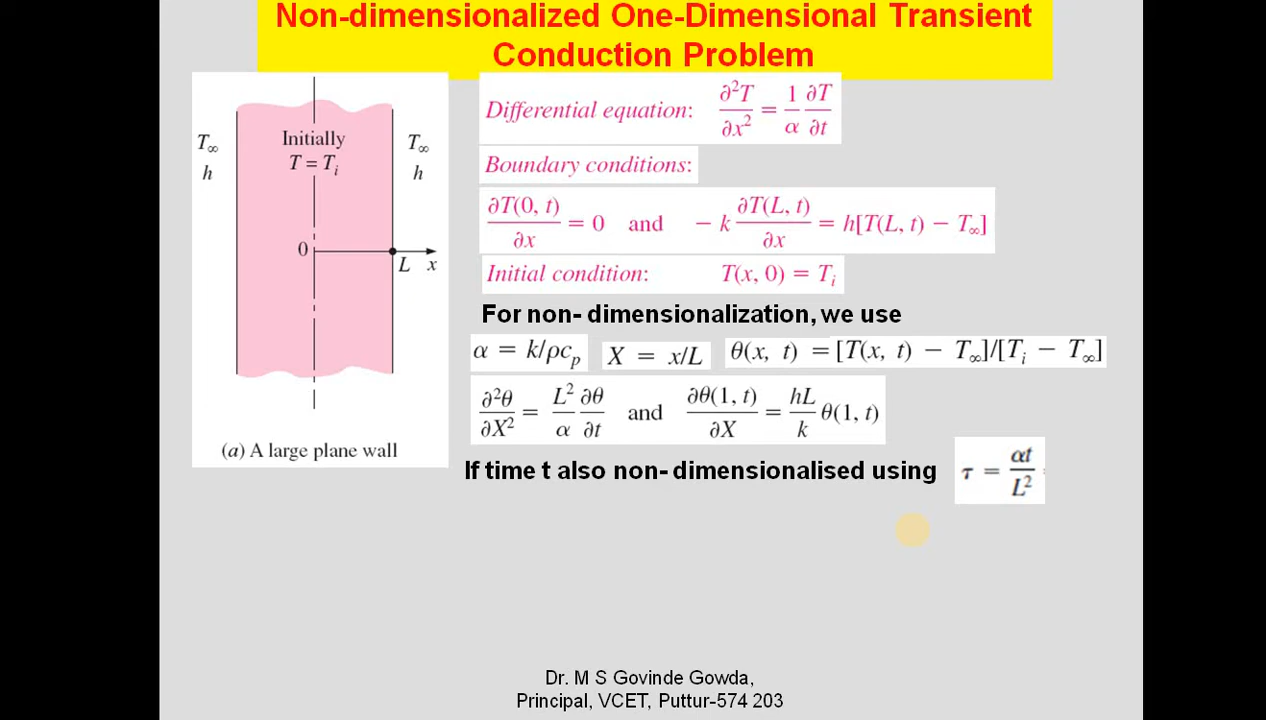 Non-dimensionalized One-Dimensional Transient
Conduction Problem
T∞
h
Initially
T = Ti
T∞
h
0
L x
(a) A large plane wall
Differential equation: ∂²T/∂x² = 1/α ∂T/∂t
Boundary conditions:
∂T(0, t)/∂x = 0 and − k ∂T(L, t)/∂x = h[T(L, t) − T∞]
Initial condition: T(x, 0) = Ti
For non- dimensionalization, we use
α = k/ρcp X = x/L θ(x, t) = [T(x, t) − T∞]/[Ti − T∞]
∂²θ/∂X² = L²/α ∂θ/∂t and ∂θ(1, t)/∂X = hL/k θ(1, t)
If time t also non- dimensionalised using τ = αt/L²
Dr. M S Govinde Gowda,
Principal, VCET, Puttur-574 203